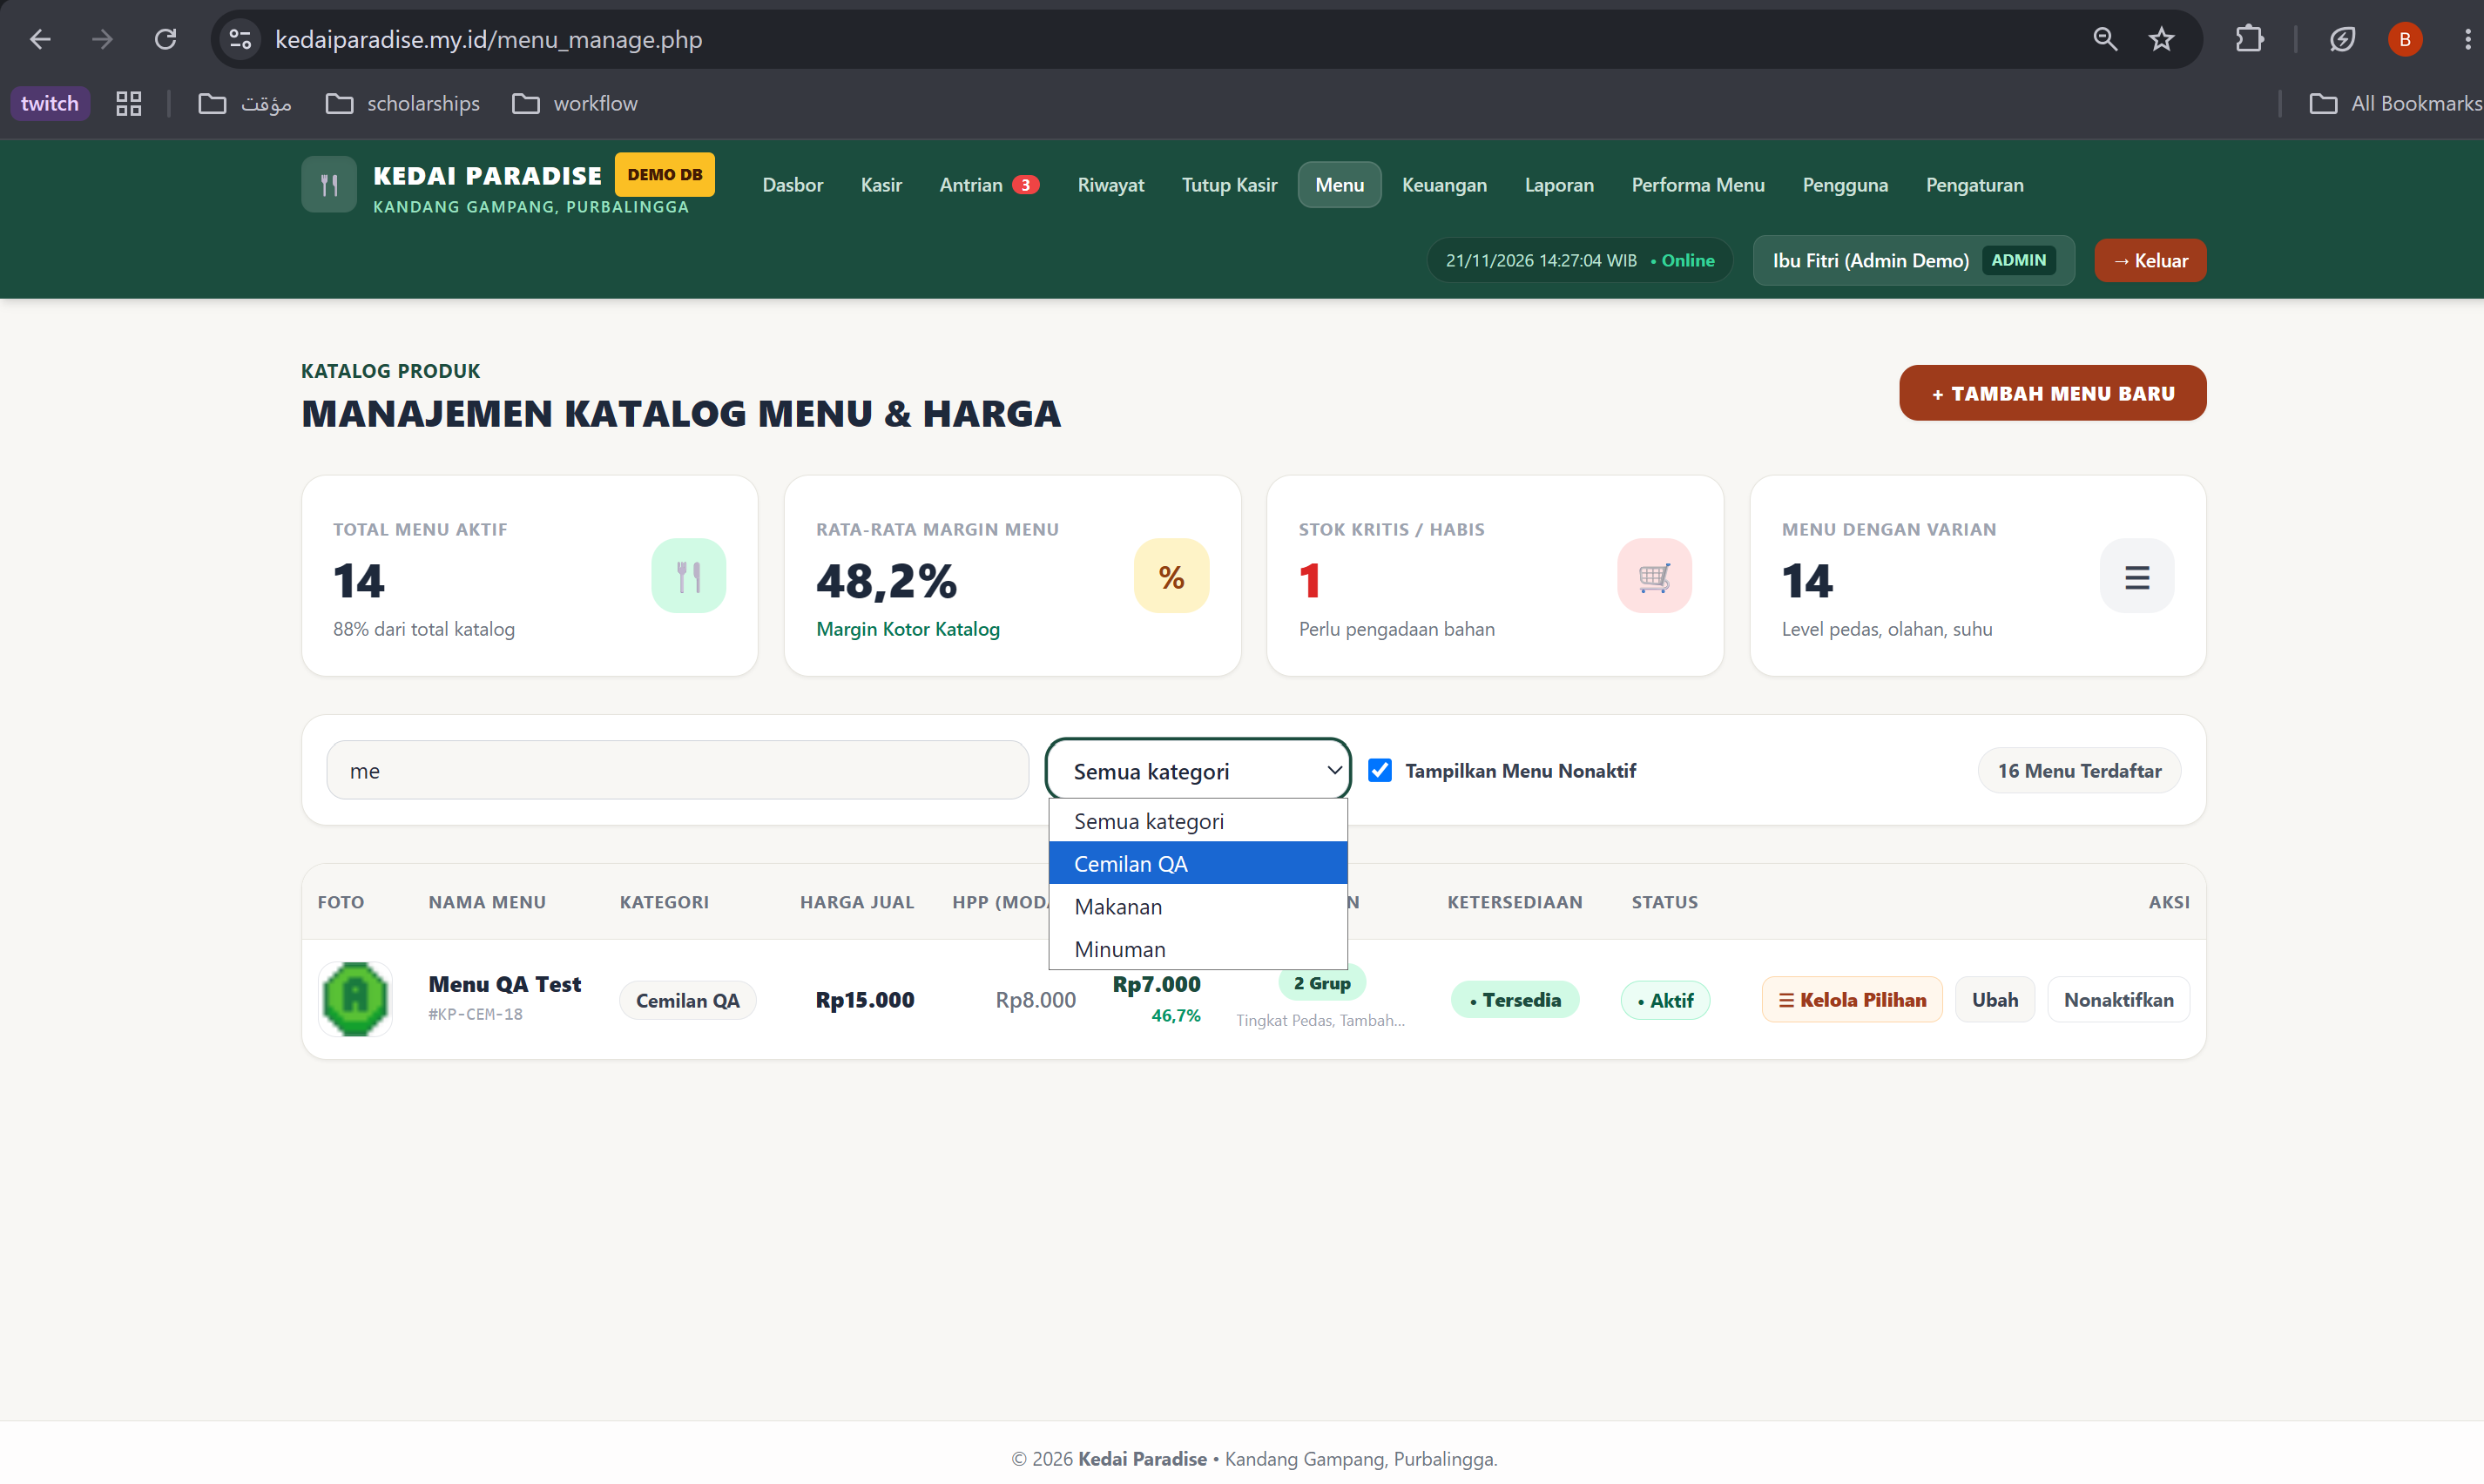 kedaiparadise.my.id/menu_manage.php
B
twitch
مؤقت
scholarships
workflow
All Bookmarks
KEDAI PARADISE
DEMO DB
KANDANG GAMPANG, PURBALINGGA
Dasbor
Kasir
Antrian 3
Riwayat
Tutup Kasir
Menu
Keuangan
Laporan
Performa Menu
Pengguna
Pengaturan
21/11/2026 14:27:04 WIB • Online
Ibu Fitri (Admin Demo) ADMIN
→ Keluar
KATALOG PRODUK
MANAJEMEN KATALOG MENU & HARGA
+ TAMBAH MENU BARU
TOTAL MENU AKTIF
14
88% dari total katalog
RATA-RATA MARGIN MENU
48,2%
Margin Kotor Katalog
%
STOK KRITIS / HABIS
1
Perlu pengadaan bahan
MENU DENGAN VARIAN
14
Level pedas, olahan, suhu
me
Semua kategori
Tampilkan Menu Nonaktif
16 Menu Terdaftar
Semua kategori
Cemilan QA
Makanan
Minuman
FOTO
NAMA MENU
KATEGORI
HARGA JUAL
HPP (MODA
N
KETERSEDIAAN
STATUS
AKSI
A
Menu QA Test
#KP-CEM-18
Cemilan QA
Rp15.000
Rp8.000
Rp7.000
46,7%
2 Grup
Tingkat Pedas, Tambah...
• Tersedia
• Aktif
☰ Kelola Pilihan
Ubah
Nonaktifkan
© 2026 Kedai Paradise • Kandang Gampang, Purbalingga.